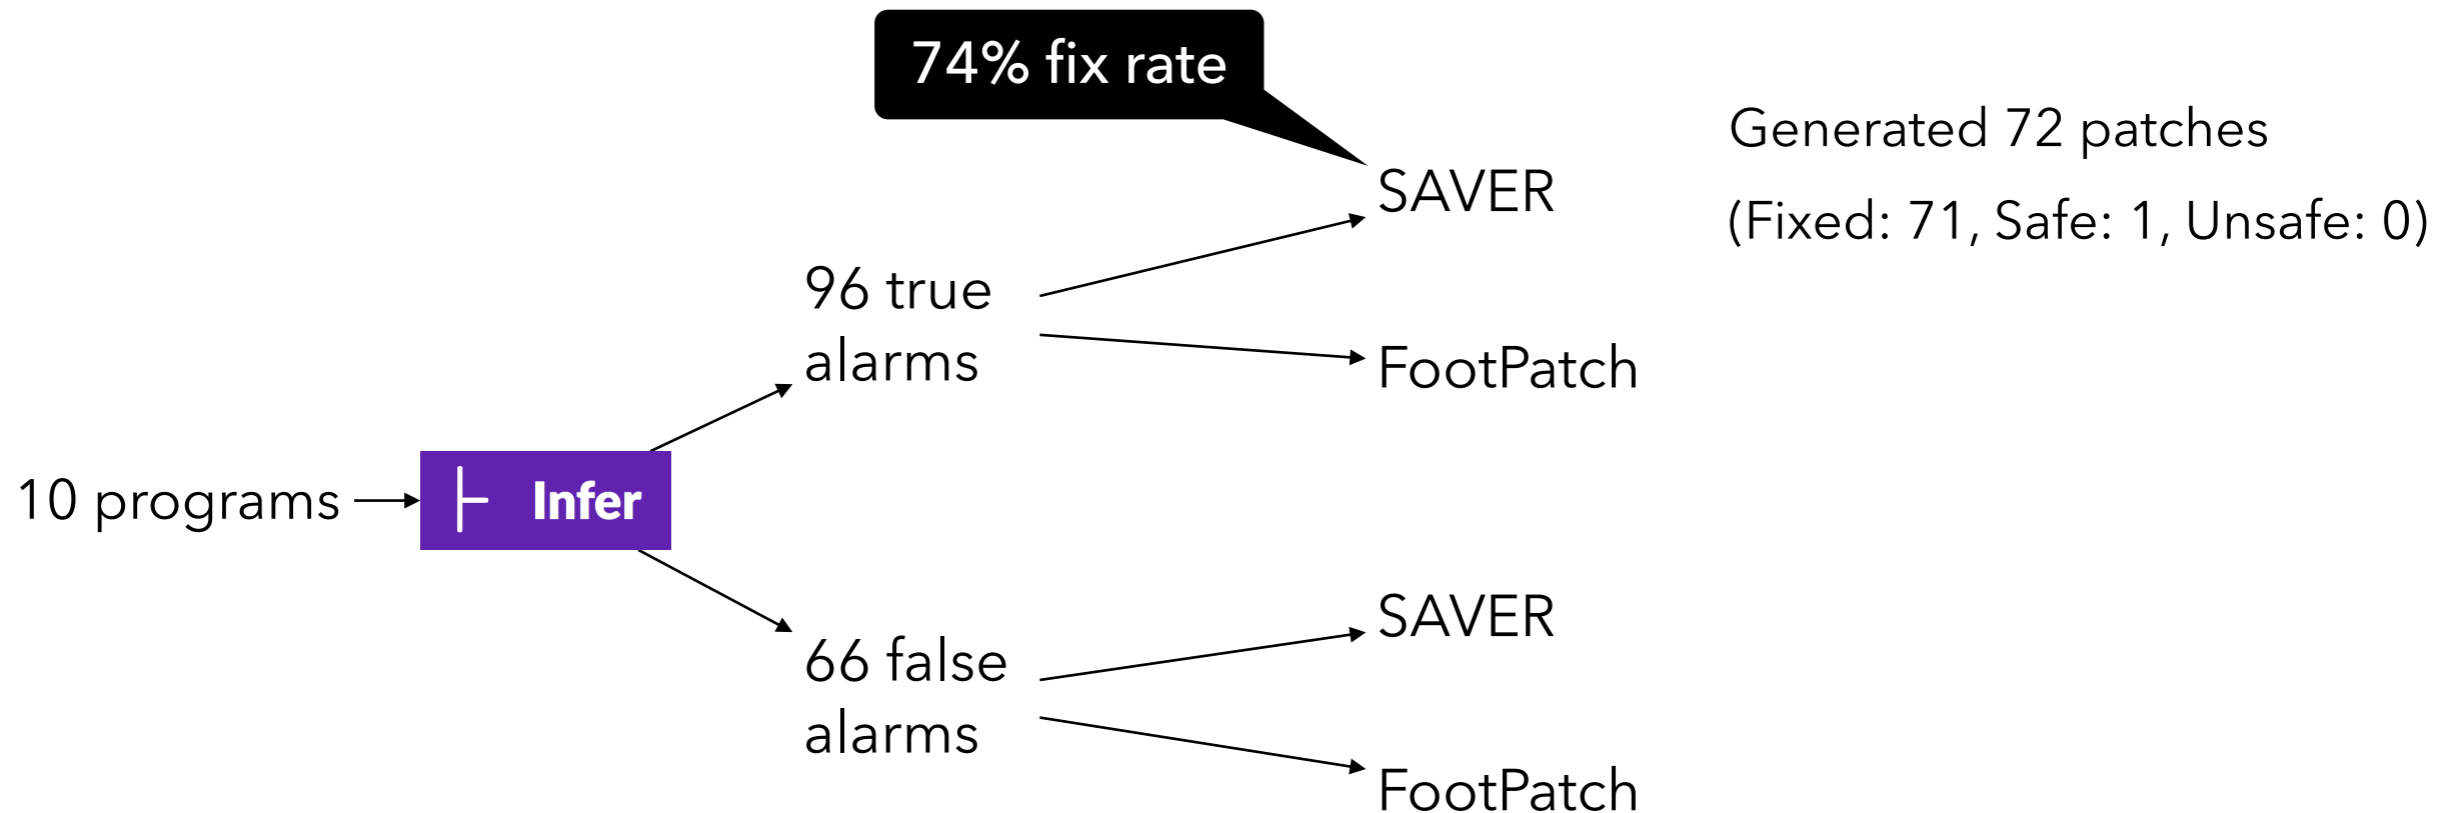 74% fix rate
Generated 72 patches
SAVER
(Fixed: 71, Safe: 1, Unsafe: 0)
96 true
alarms
FootPatch
10 programs
Infer
66 false
alarms
SAVER
FootPatch